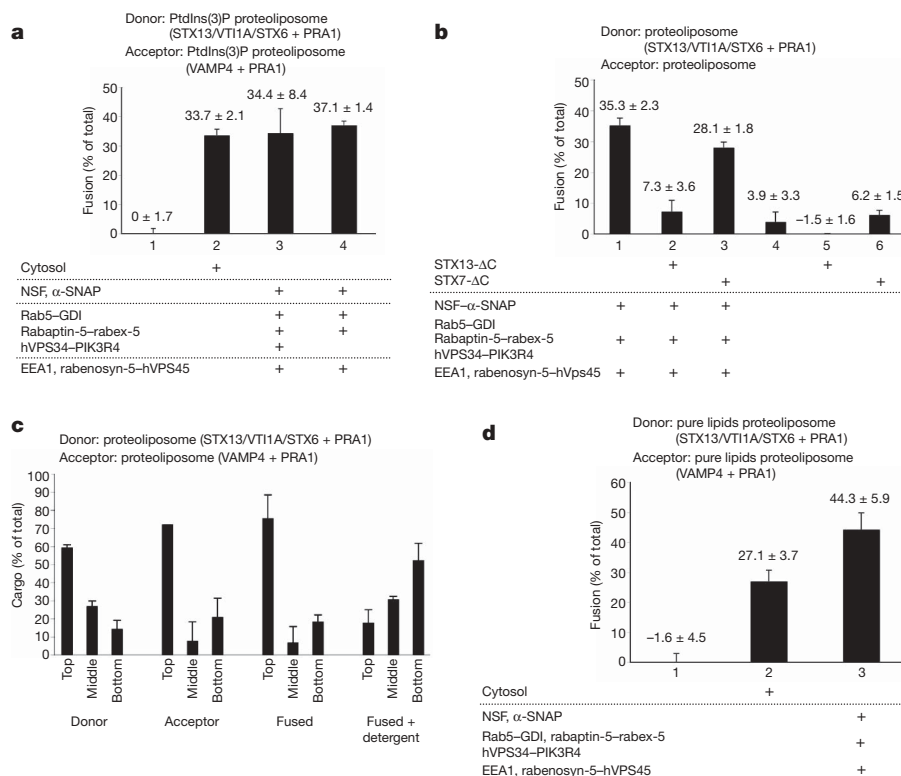 a
Donor: PtdIns(3)P proteoliposome
(STX13/VTI1A/STX6 + PRA1)
Acceptor: PtdIns(3)P proteoliposome
(VAMP4 + PRA1)
Fusion (% of total)
50
40
30
20
10
0
0 ± 1.7
33.7 ± 2.1
34.4 ± 8.4
37.1 ± 1.4
1 2 3 4
Cytosol +
NSF, α-SNAP + +
Rab5–GDI + +
Rabaptin-5–rabex-5 + +
hVPS34–PIK3R4 +
EEA1, rabenosyn-5–hVPS45 + +
b
Donor: proteoliposome
(STX13/VTI1A/STX6 + PRA1)
Acceptor: proteoliposome
Fusion (% of total)
50
40
30
20
10
0
35.3 ± 2.3
7.3 ± 3.6
28.1 ± 1.8
3.9 ± 3.3
−1.5 ± 1.6
6.2 ± 1.5
1 2 3 4 5 6
STX13-ΔC + +
STX7-ΔC + +
NSF–α-SNAP + + +
Rab5–GDI
Rabaptin-5–rabex-5 + + +
hVPS34–PIK3R4
EEA1, rabenosyn-5–hVps45 + + +
c
Donor: proteoliposome (STX13/VTI1A/STX6 + PRA1)
Acceptor: proteoliposome (VAMP4 + PRA1)
Cargo (% of total)
100
90
80
70
60
50
40
30
20
10
0
Top Middle Bottom Top Middle Bottom Top Middle Bottom Top Middle Bottom
Donor Acceptor Fused Fused +
detergent
d
Donor: pure lipids proteoliposome
(STX13/VTI1A/STX6 + PRA1)
Acceptor: pure lipids proteoliposome
(VAMP4 + PRA1)
Fusion (% of total)
60
50
40
30
20
10
0
−1.6 ± 4.5
27.1 ± 3.7
44.3 ± 5.9
1 2 3
Cytosol +
NSF, α-SNAP +
Rab5–GDI, rabaptin-5–rabex-5 +
hVPS34–PIK3R4
EEA1, rabenosyn-5–hVPS45 +